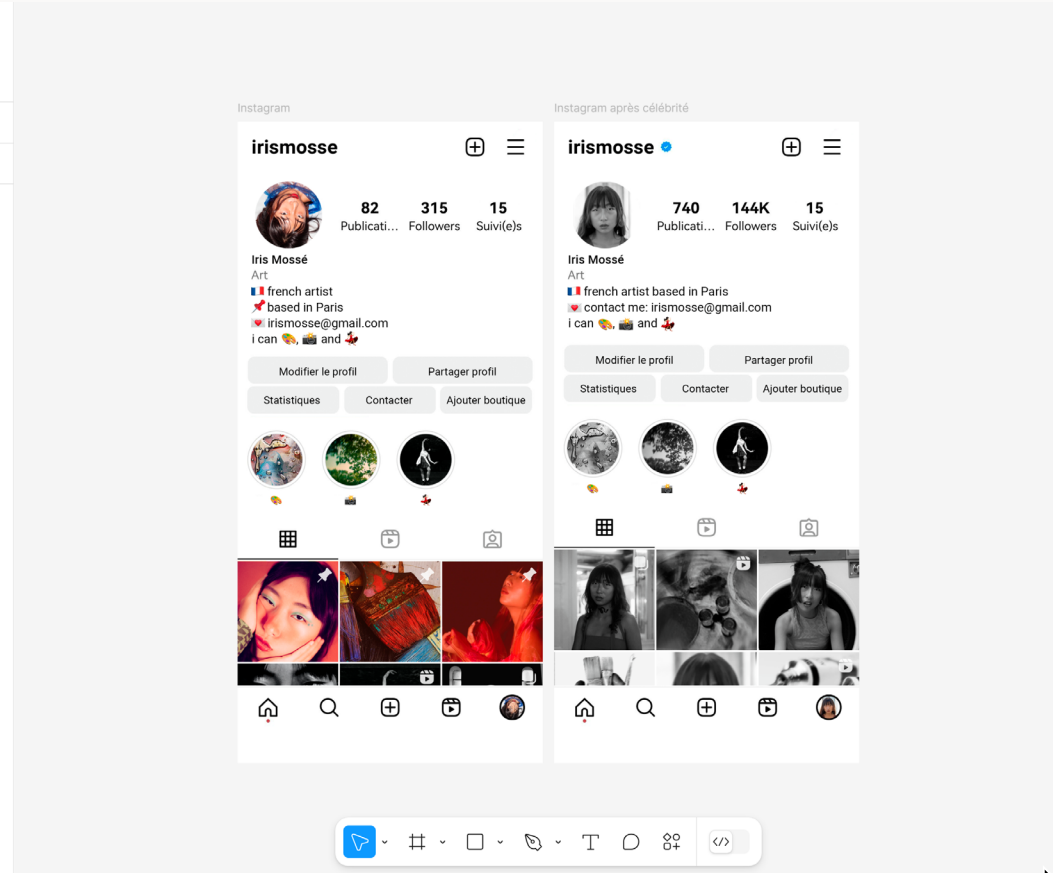 Instagram
irismosse
82 315 15
Publicati... Followers Suivi(e)s
Iris Mossé
Art
french artist
based in Paris
irismosse@gmail.com
i can 🎨, 📸 and 💃
Modifier le profil Partager profil
Statistiques Contacter Ajouter boutique
Instagram après célébrité
irismosse
740 144K 15
Publicati... Followers Suivi(e)s
Iris Mossé
Art
french artist based in Paris
contact me: irismosse@gmail.com
i can 🎨, 📸 and 💃
Modifier le profil Partager profil
Statistiques Contacter Ajouter boutique